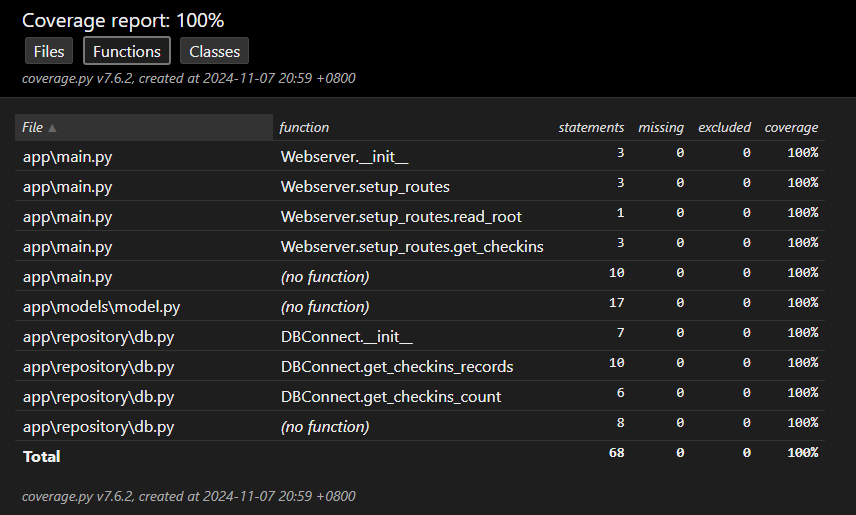 Coverage report: 100%
Files Functions Classes
coverage.py v7.6.2, created at 2024-11-07 20:59 +0800
File ▲ function statements missing excluded coverage
app\main.py Webserver.__init__ 3 0 0 100%
app\main.py Webserver.setup_routes 3 0 0 100%
app\main.py Webserver.setup_routes.read_root 1 0 0 100%
app\main.py Webserver.setup_routes.get_checkins 3 0 0 100%
app\main.py (no function) 10 0 0 100%
app\models\model.py (no function) 17 0 0 100%
app\repository\db.py DBConnect.__init__ 7 0 0 100%
app\repository\db.py DBConnect.get_checkins_records 10 0 0 100%
app\repository\db.py DBConnect.get_checkins_count 6 0 0 100%
app\repository\db.py (no function) 8 0 0 100%
Total 68 0 0 100%
coverage.py v7.6.2, created at 2024-11-07 20:59 +0800